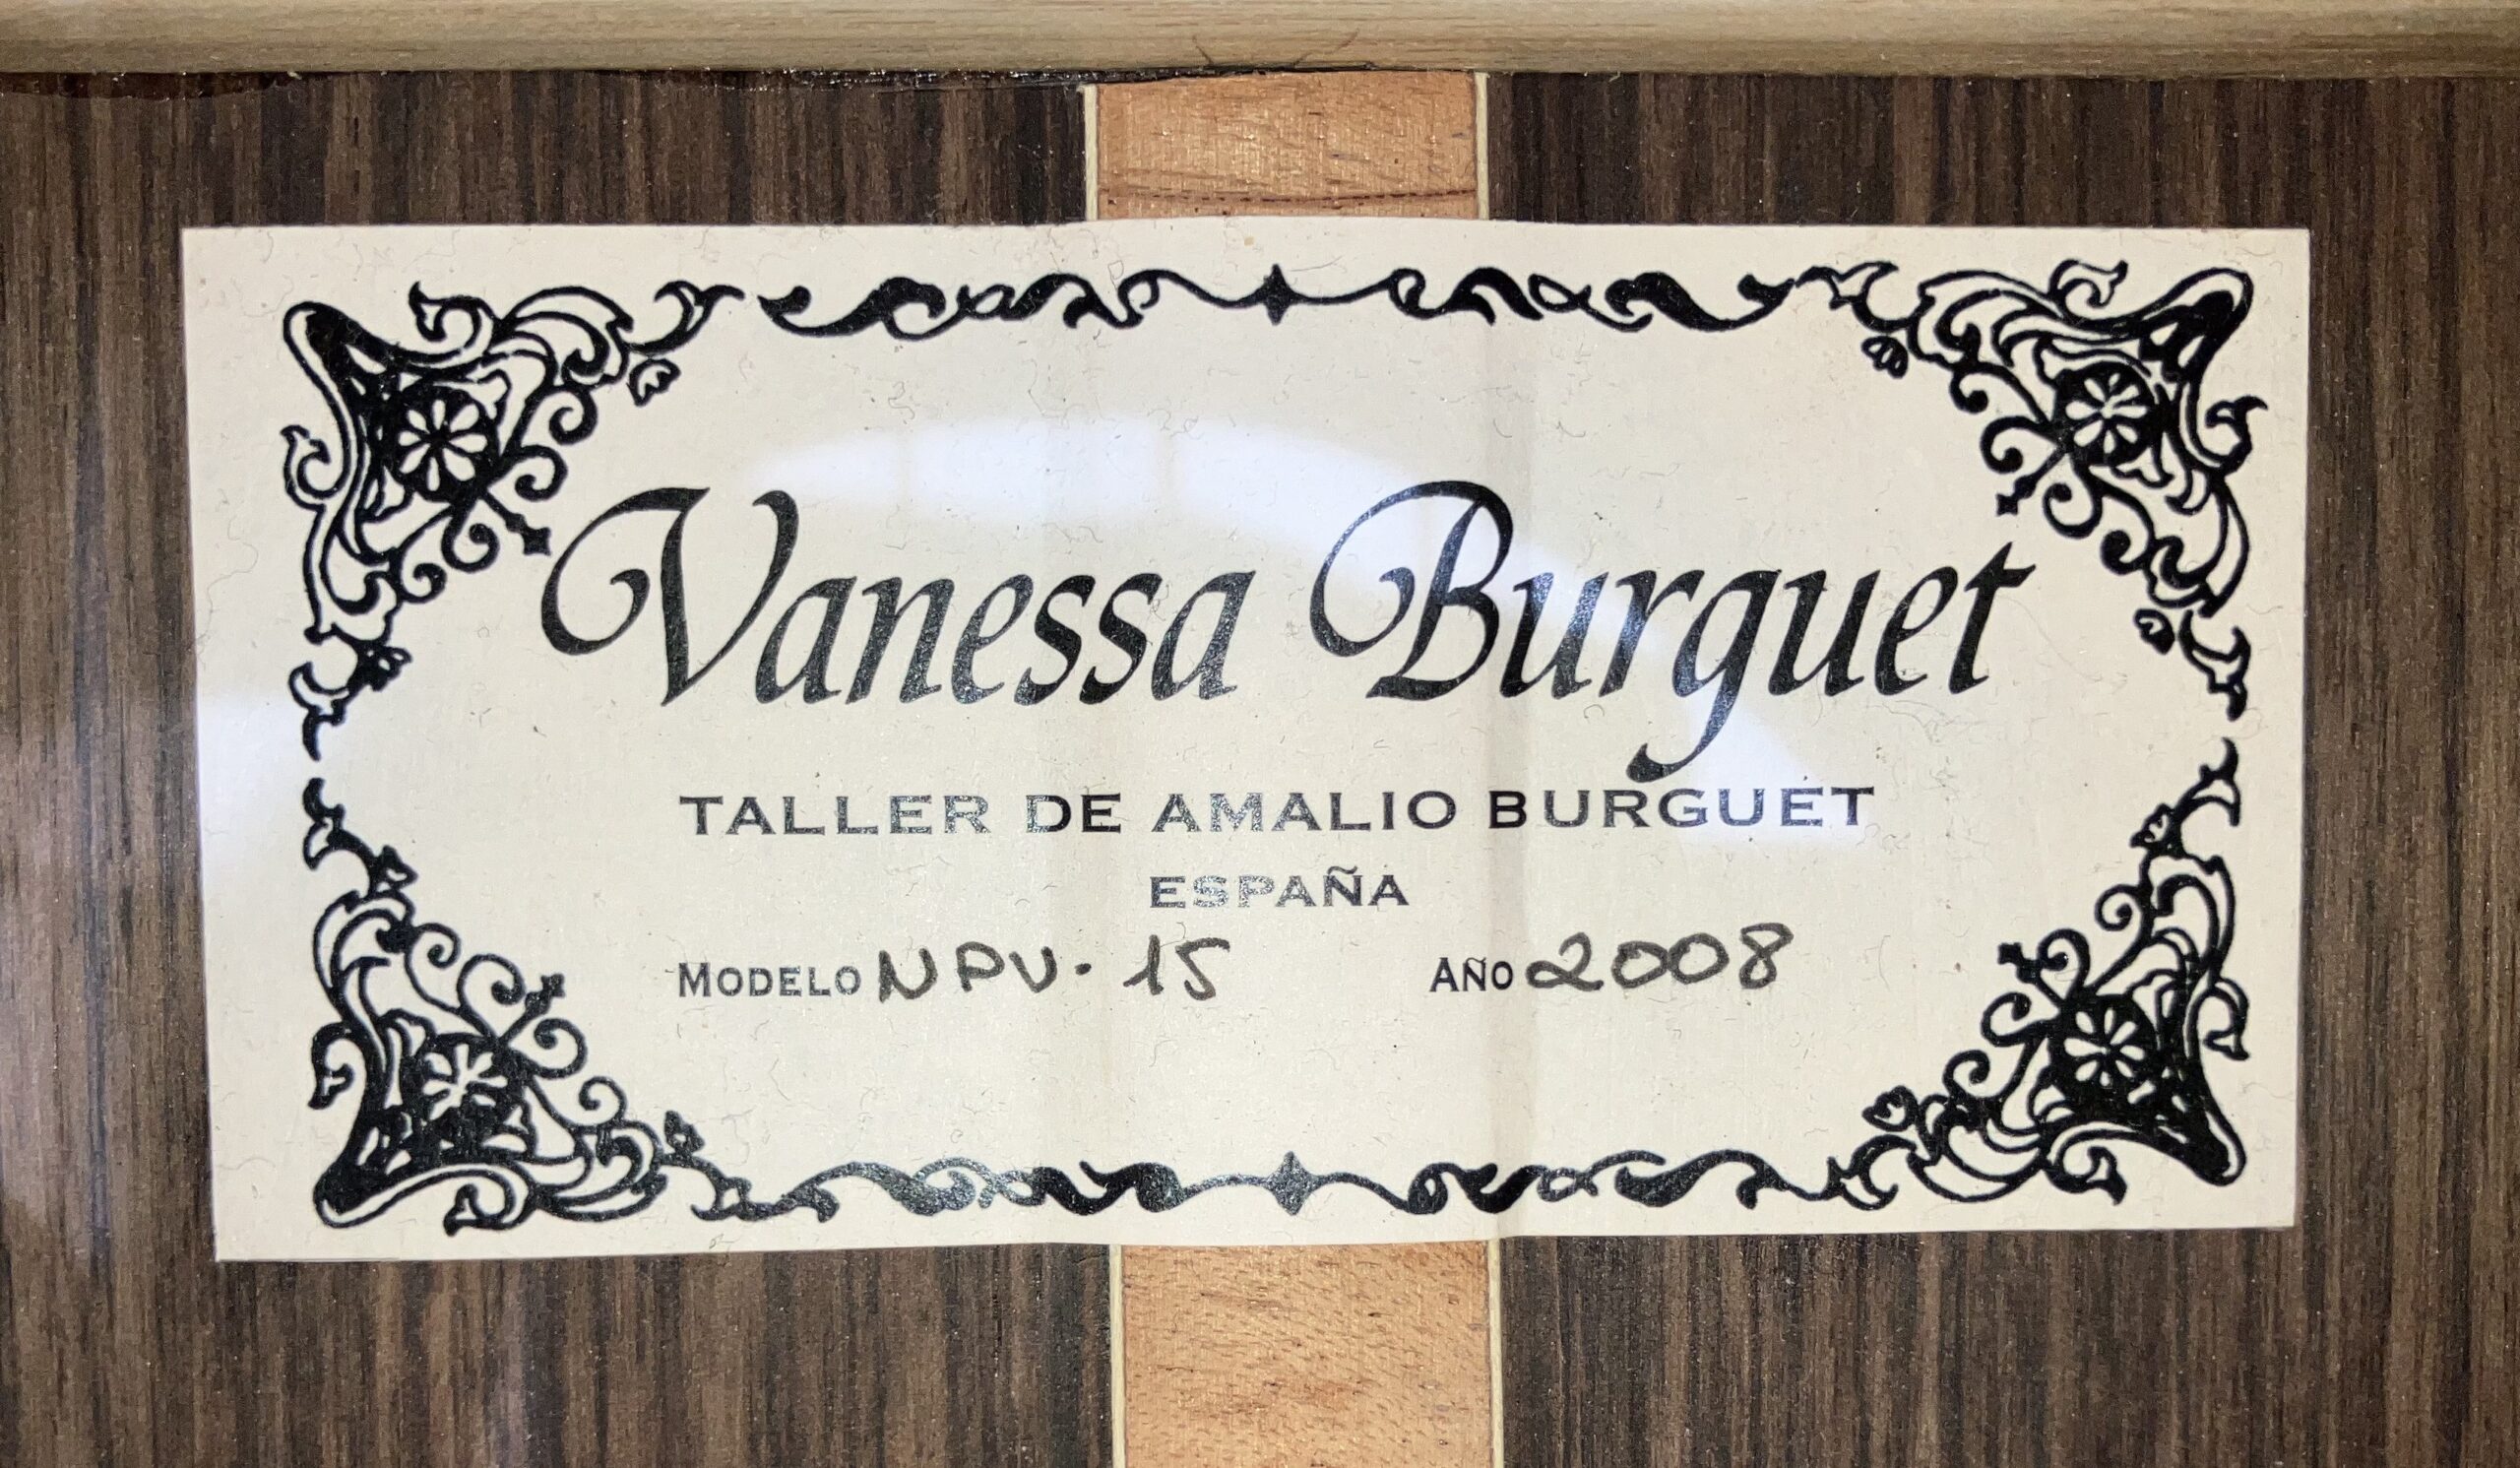 Vanessa Burguet
TALLER DE AMALIO BURGUET
ESPAÑA
MODELO NPV. 15 AÑO 2008